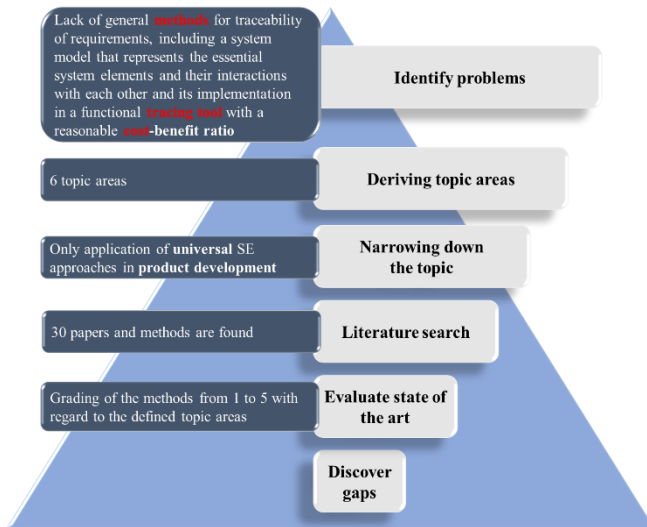 Lack of general methods for traceability
of requirements, including a system
model that represents the essential
system elements and their interactions
with each other and its implementation
in a functional tracing tool with a
reasonable cost-benefit ratio
Identify problems
6 topic areas
Deriving topic areas
Only application of universal SE
approaches in product development
Narrowing down
the topic
30 papers and methods are found
Literature search
Grading of the methods from 1 to 5 with
regard to the defined topic areas
Evaluate state of
the art
Discover
gaps